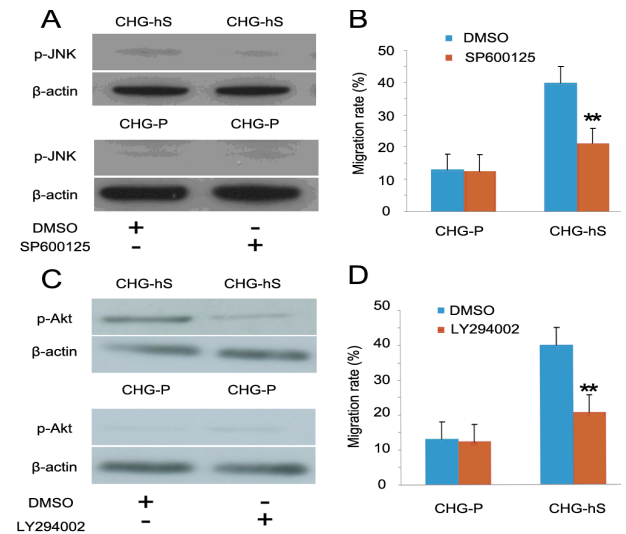 A
CHG-hS CHG-hS
p-JNK
β-actin
CHG-P CHG-P
p-JNK
β-actin
DMSO + -
SP600125 - +
B
DMSO
SP600125
Migration rate (%)
50
40
30
20
10
0
**
CHG-P CHG-hS
C
CHG-hS CHG-hS
p-Akt
β-actin
CHG-P CHG-P
p-Akt
β-actin
DMSO + -
LY294002 - +
D
DMSO
LY294002
Migration rate (%)
50
40
30
20
10
0
**
CHG-P CHG-hS